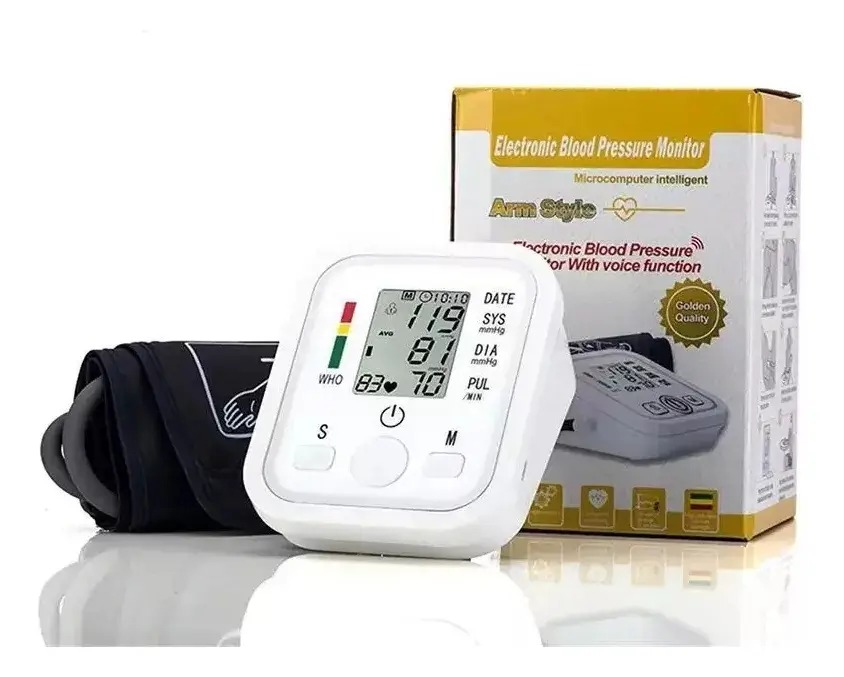 Electronic Blood Pressure Monitor
Microcomputer intelligent
Arm Style
Electronic Blood Pressure
With voice function
Golden
Quality
M 10:10
DATE
119
SYS
mmHg
AVG
81
DIA
mmHg
WHO
83 70
PUL
/MIN
S
M